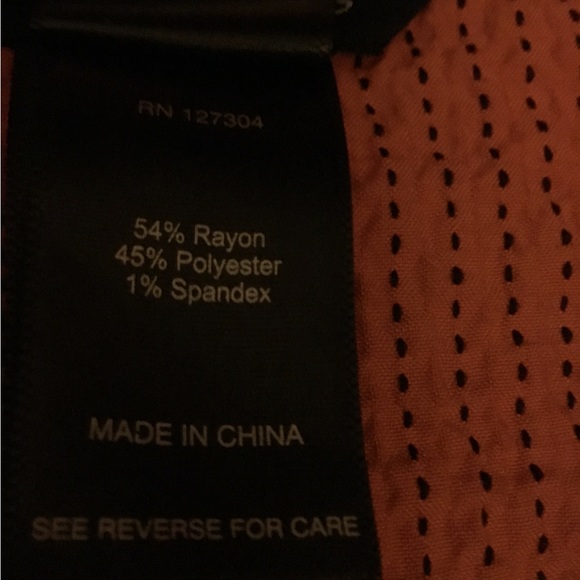 RN 127304
54% Rayon
45% Polyester
1% Spandex
MADE IN CHINA
SEE REVERSE FOR CARE